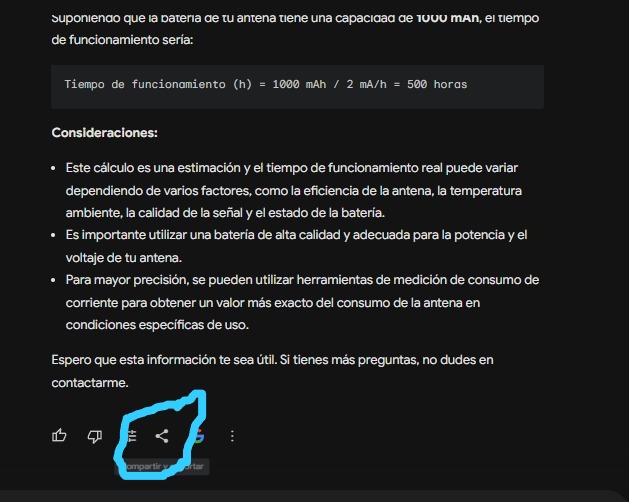 Suponiendo que la batería de tu antena tiene una capacidad de 1000 mAh, el tiempo
de funcionamiento sería:
Tiempo de funcionamiento (h) = 1000 mAh / 2 mA/h = 500 horas
Consideraciones:
• Este cálculo es una estimación y el tiempo de funcionamiento real puede variar
dependiendo de varios factores, como la eficiencia de la antena, la temperatura
ambiente, la calidad de la señal y el estado de la batería.
• Es importante utilizar una batería de alta calidad y adecuada para la potencia y el
voltaje de tu antena.
• Para mayor precisión, se pueden utilizar herramientas de medición de consumo de
corriente para obtener un valor más exacto del consumo de la antena en
condiciones específicas de uso.
Espero que esta información te sea útil. Si tienes más preguntas, no dudes en
contactarme.